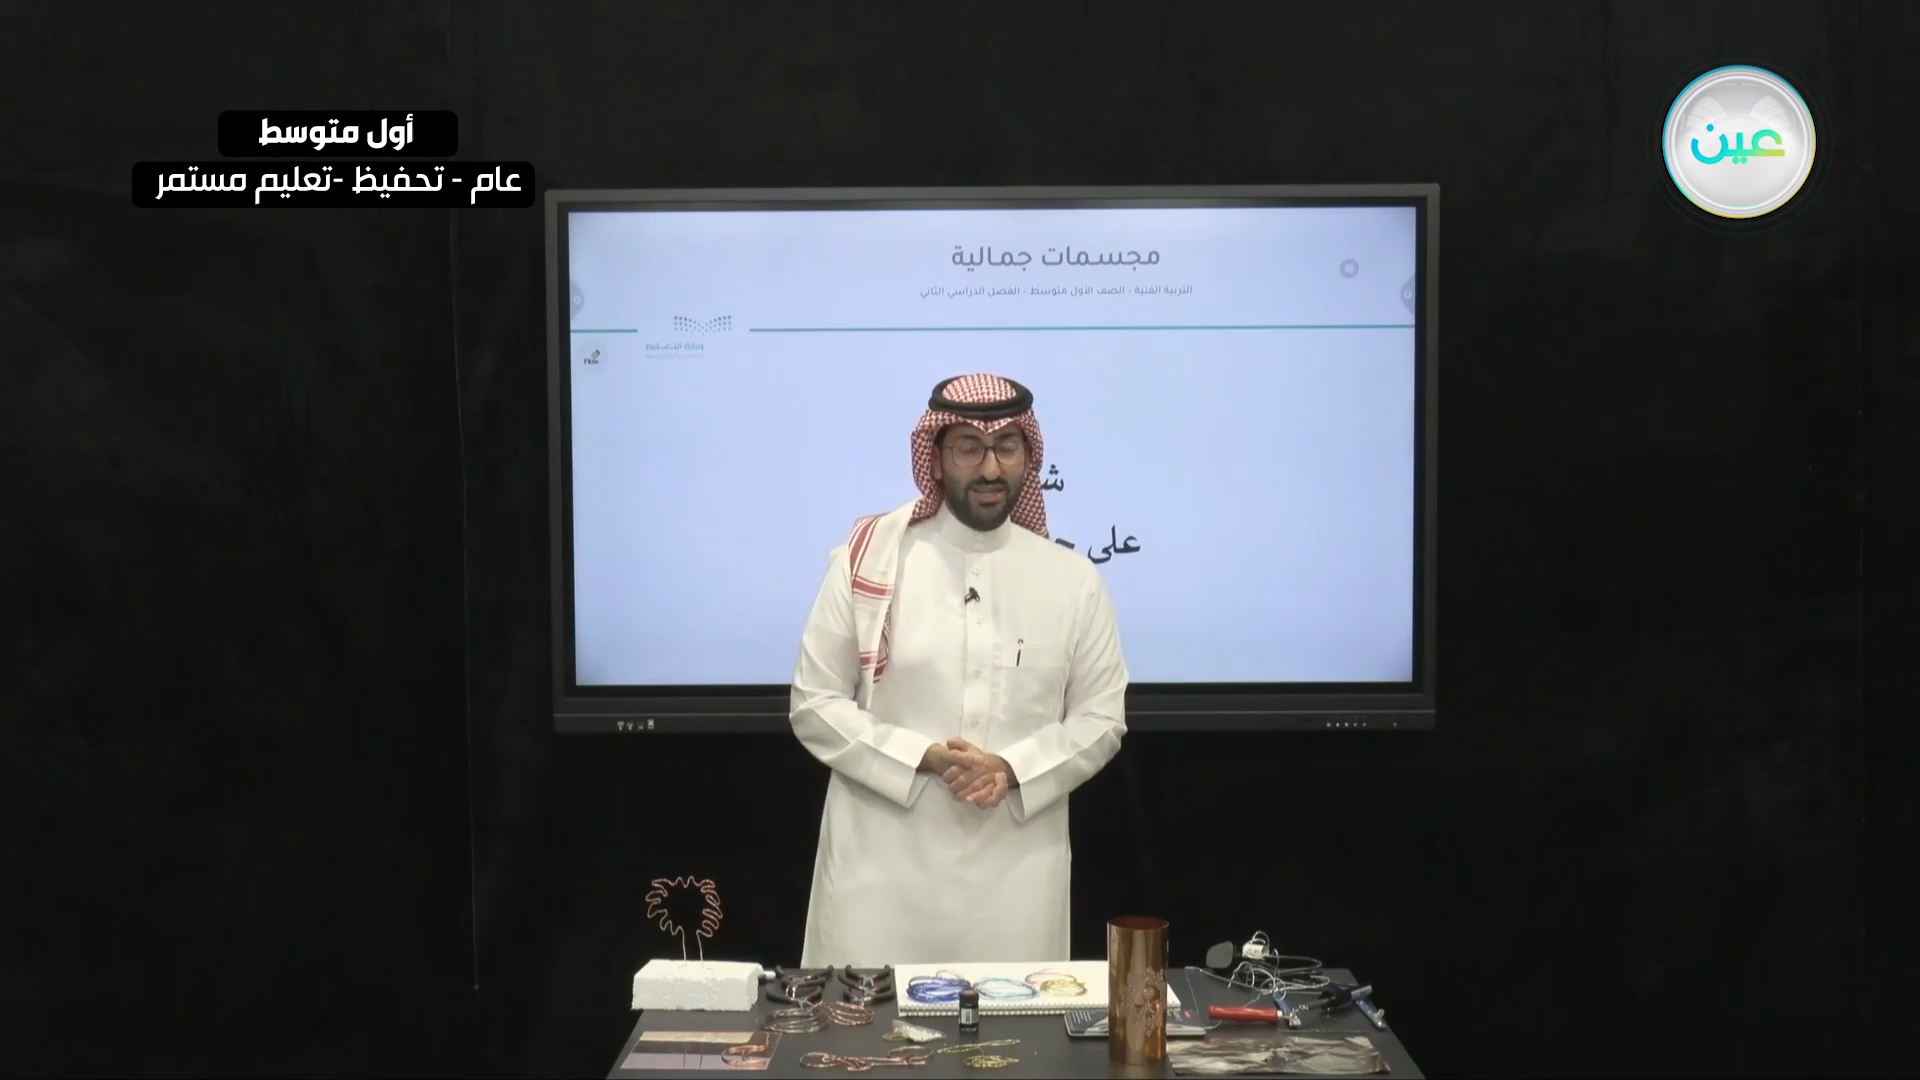 أول متوسط
عام - تحفيظ -تعليم مستمر
عين
مجسمات جمالية
التربية الفنية - الصف الأول متوسط - الفصل الدراسي الثاني
وزارة التعليم
على